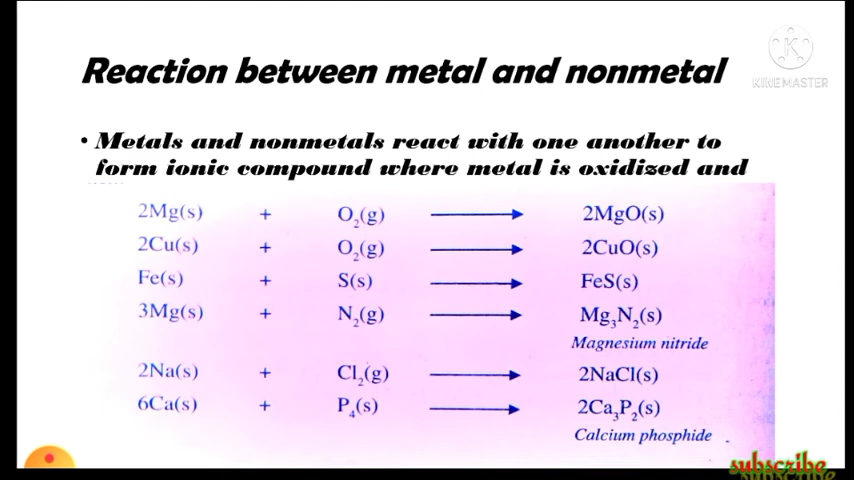 Reaction between metal and nonmetal
K
KINEMASTER
• Metals and nonmetals react with one another to
form ionic compound where metal is oxidized and
2Mg(s) + O₂(g) ⟶ 2MgO(s)
2Cu(s) + O₂(g) ⟶ 2CuO(s)
Fe(s) + S(s) ⟶ FeS(s)
3Mg(s) + N₂(g) ⟶ Mg₃N₂(s)
Magnesium nitride
2Na(s) + Cl₂(g) ⟶ 2NaCl(s)
6Ca(s) + P₄(s) ⟶ 2Ca₃P₂(s)
Calcium phosphide
subscribe
subscribe